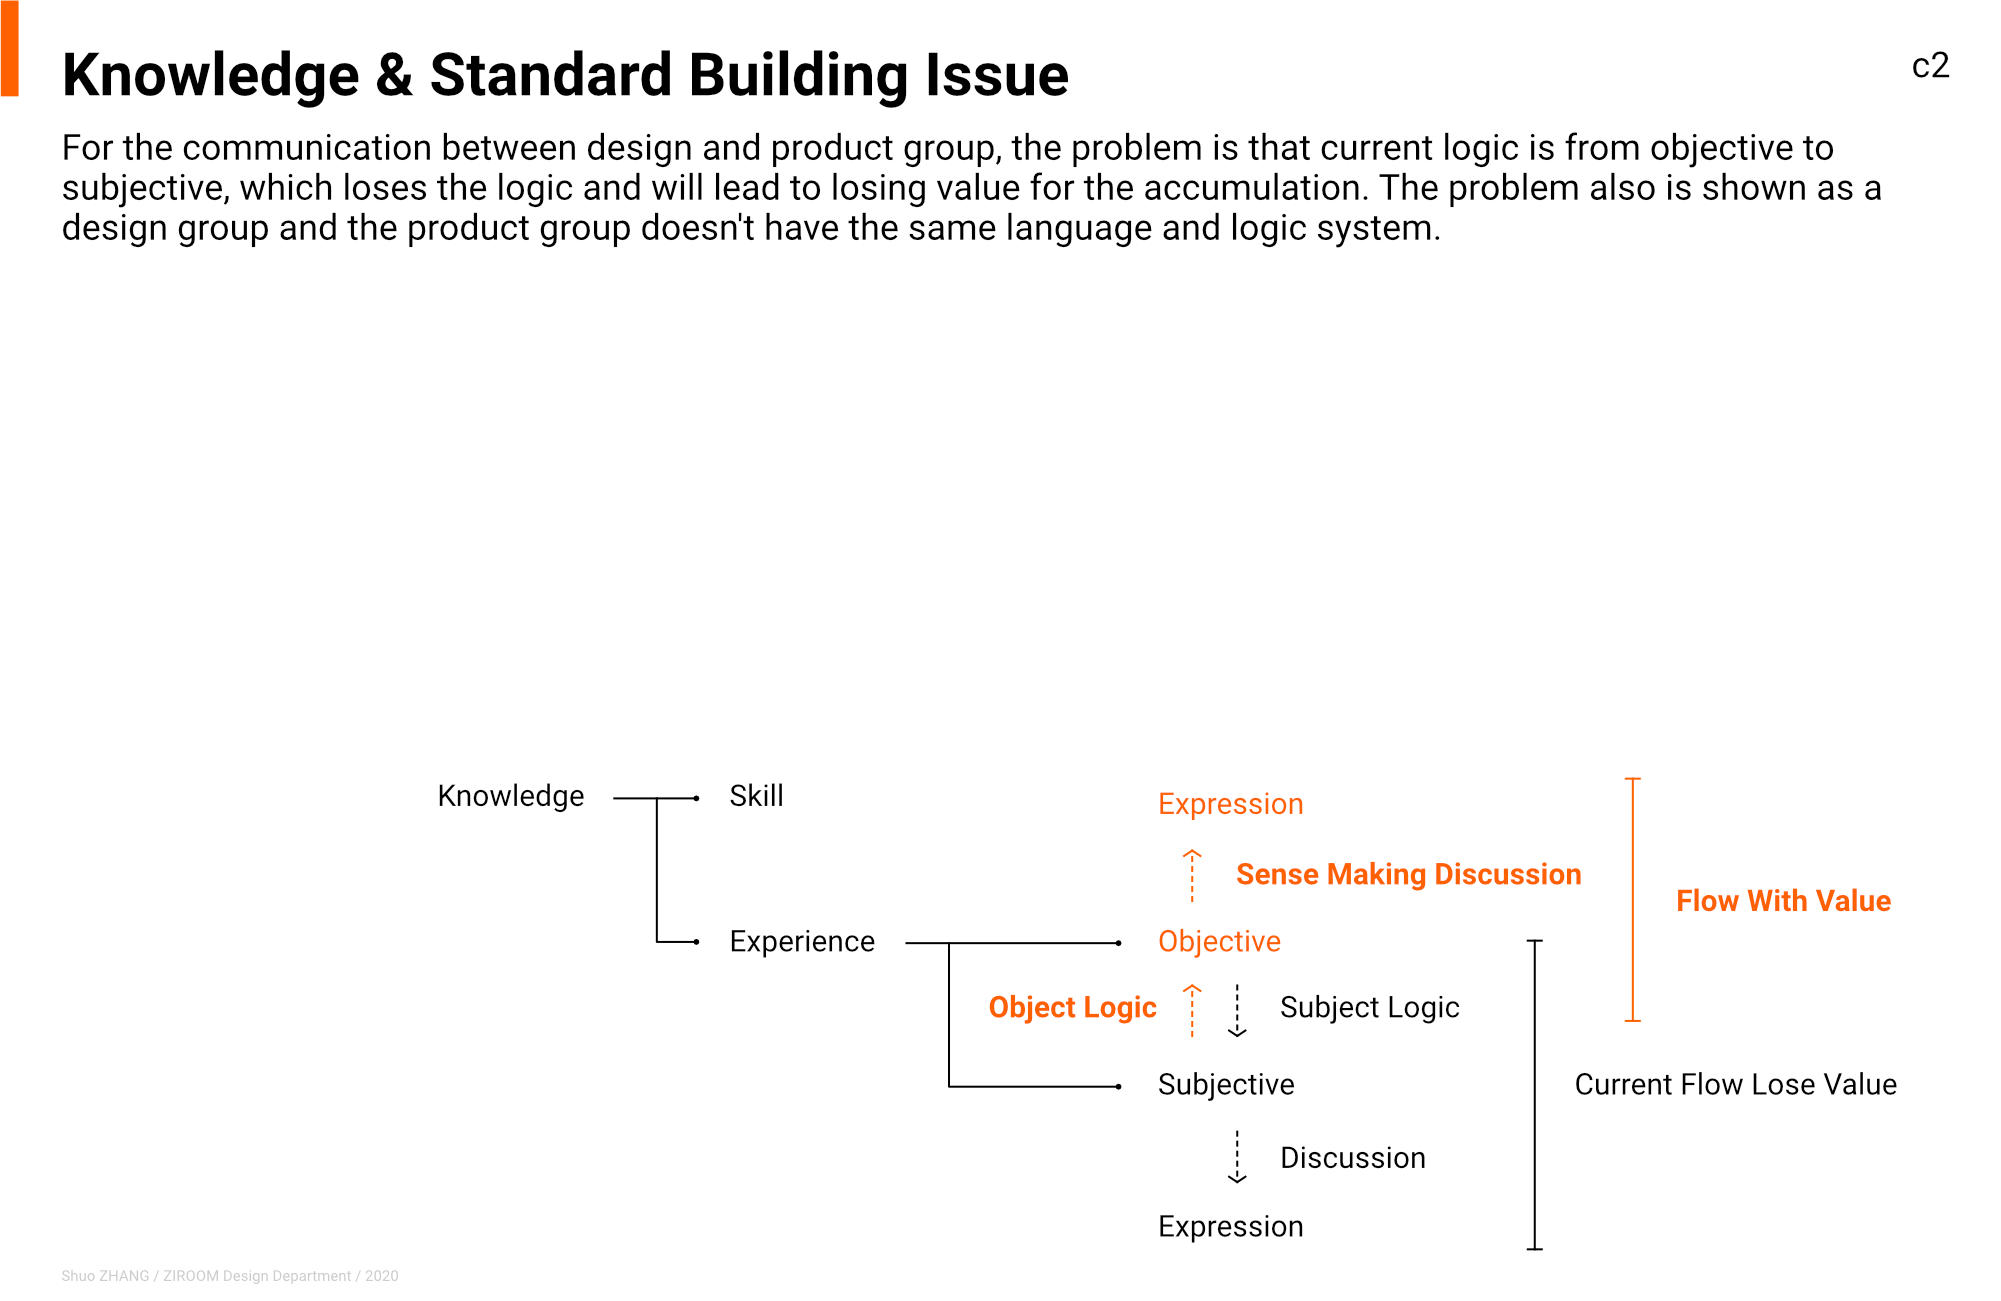 Knowledge & Standard Building Issue
c2
For the communication between design and product group, the problem is that current logic is from objective to
subjective, which loses the logic and will lead to losing value for the accumulation. The problem also is shown as a
design group and the product group doesn't have the same language and logic system.
Knowledge
Skill
Expression
Sense Making Discussion
Flow With Value
Experience
Objective
Object Logic
Subject Logic
Subjective
Current Flow Lose Value
Discussion
Expression
Shuo ZHANG / ZIROOM Design Department / 2020